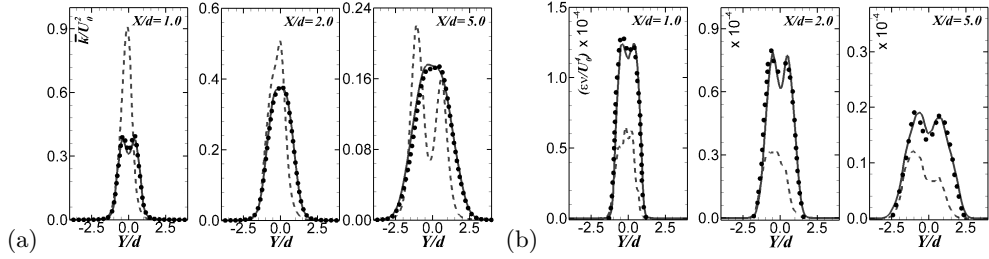 X/d=1.0
k̅/U₀²
0.9
0.6
0.3
0.0
-2.5 0.0 2.5
Y/d
X/d=2.0
0.6
0.4
0.2
0.0
-2.5 0.0 2.5
Y/d
X/d=5.0
0.24
0.16
0.08
0.00
-2.5 0.0 2.5
Y/d
(a)
X/d=1.0
(εν/U₀⁴) x 10⁻⁴
1.5
1.0
0.5
0.0
-2.5 0.0 2.5
Y/d
X/d=2.0
x 10⁻⁴
0.9
0.6
0.3
0.0
-2.5 0.0 2.5
Y/d
X/d=5.0
x 10⁻⁴
0.3
0.2
0.1
0.0
-2.5 0.0 2.5
Y/d
(b)